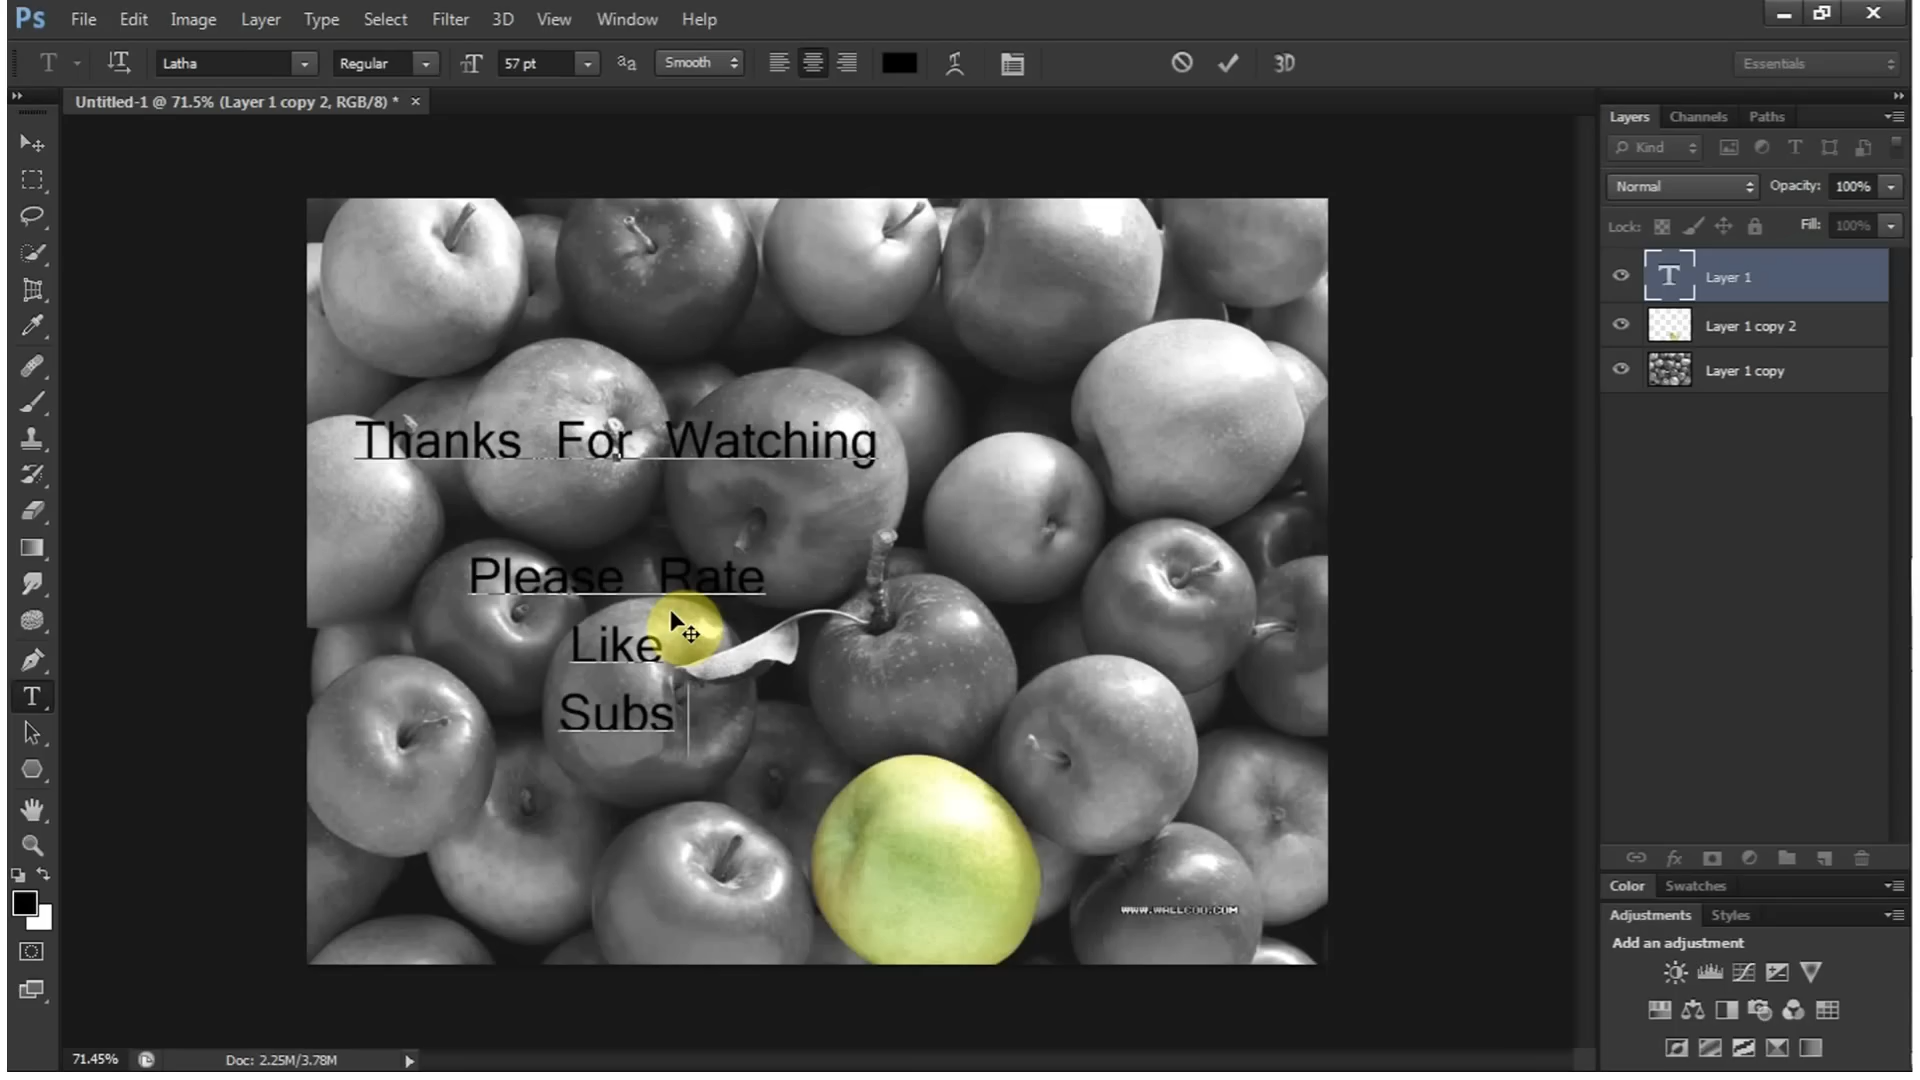 Ps File Edit Image Layer Type Select Filter 3D View Window Help
T Latha Regular 57 pt Smooth 3D Essentials
Untitled-1 @ 71.5% (Layer 1 copy 2, RGB/8) * ×
Layers Channels Paths
Kind
Normal Opacity: 100%
Lock: Fill: 100%
T Layer 1
Layer 1 copy 2
Layer 1 copy
Thanks For Watching
Please Rate
Like
Subs
WWW.WALLCOO.COM
Color Swatches
Adjustments Styles
Add an adjustment
71.45% Doc: 2.25M/3.78M